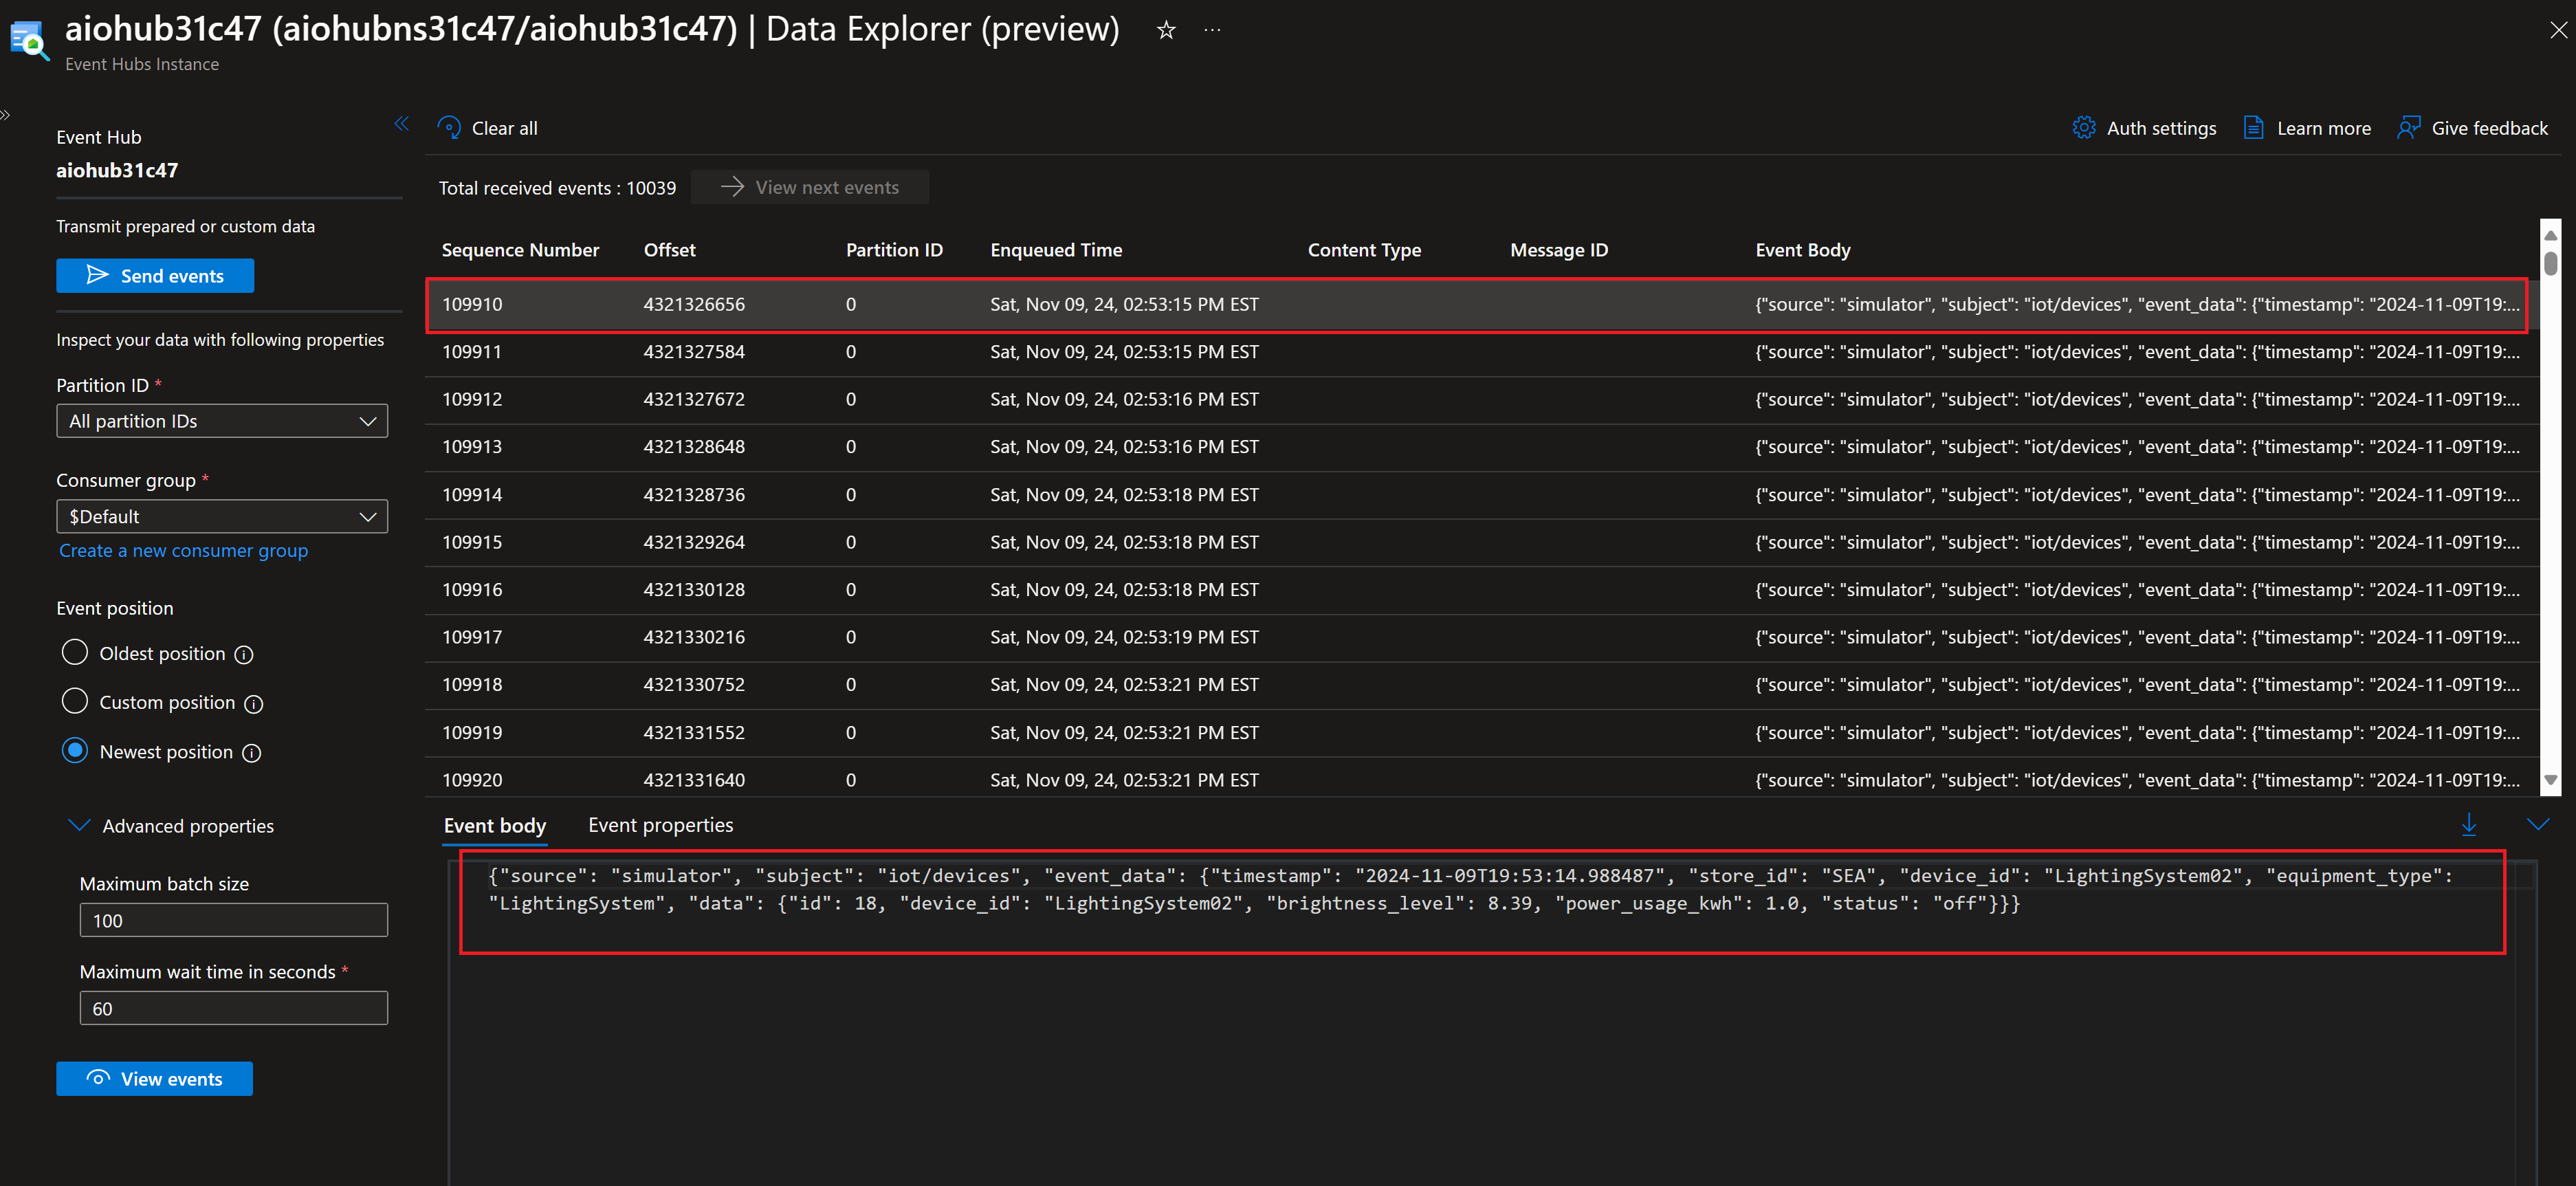 aiohub31c47 (aiohubns31c47/aiohub31c47) | Data Explorer (preview)
Event Hubs Instance
Event Hub
aiohub31c47
Transmit prepared or custom data
Send events
Inspect your data with following properties
Partition ID *
All partition IDs
Consumer group *
$Default
Create a new consumer group
Event position
Oldest position
Custom position
Newest position
Advanced properties
Maximum batch size
100
Maximum wait time in seconds *
60
View events
Clear all
Auth settings
Learn more
Give feedback
Total received events : 10039
View next events
Sequence Number Offset Partition ID Enqueued Time Content Type Message ID Event Body
109910 4321326656 0 Sat, Nov 09, 24, 02:53:15 PM EST {"source": "simulator", "subject": "iot/devices", "event_data": {"timestamp": "2024-11-09T19:...
109911 4321327584 0 Sat, Nov 09, 24, 02:53:15 PM EST {"source": "simulator", "subject": "iot/devices", "event_data": {"timestamp": "2024-11-09T19:...
109912 4321327672 0 Sat, Nov 09, 24, 02:53:16 PM EST {"source": "simulator", "subject": "iot/devices", "event_data": {"timestamp": "2024-11-09T19:...
109913 4321328648 0 Sat, Nov 09, 24, 02:53:16 PM EST {"source": "simulator", "subject": "iot/devices", "event_data": {"timestamp": "2024-11-09T19:...
109914 4321328736 0 Sat, Nov 09, 24, 02:53:18 PM EST {"source": "simulator", "subject": "iot/devices", "event_data": {"timestamp": "2024-11-09T19:...
109915 4321329264 0 Sat, Nov 09, 24, 02:53:18 PM EST {"source": "simulator", "subject": "iot/devices", "event_data": {"timestamp": "2024-11-09T19:...
109916 4321330128 0 Sat, Nov 09, 24, 02:53:18 PM EST {"source": "simulator", "subject": "iot/devices", "event_data": {"timestamp": "2024-11-09T19:...
109917 4321330216 0 Sat, Nov 09, 24, 02:53:19 PM EST {"source": "simulator", "subject": "iot/devices", "event_data": {"timestamp": "2024-11-09T19:...
109918 4321330752 0 Sat, Nov 09, 24, 02:53:21 PM EST {"source": "simulator", "subject": "iot/devices", "event_data": {"timestamp": "2024-11-09T19:...
109919 4321331552 0 Sat, Nov 09, 24, 02:53:21 PM EST {"source": "simulator", "subject": "iot/devices", "event_data": {"timestamp": "2024-11-09T19:...
109920 4321331640 0 Sat, Nov 09, 24, 02:53:21 PM EST {"source": "simulator", "subject": "iot/devices", "event_data": {"timestamp": "2024-11-09T19:...
Event body Event properties
{"source": "simulator", "subject": "iot/devices", "event_data": {"timestamp": "2024-11-09T19:53:14.988487", "store_id": "SEA", "device_id": "LightingSystem02", "equipment_type":
"LightingSystem", "data": {"id": 18, "device_id": "LightingSystem02", "brightness_level": 8.39, "power_usage_kwh": 1.0, "status": "off"}}}